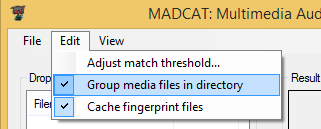 MADCAT: Multimedia Aud
File Edit View
Adjust match threshold...
Group media files in directory
Cache fingerprint files
Drop
Result
File